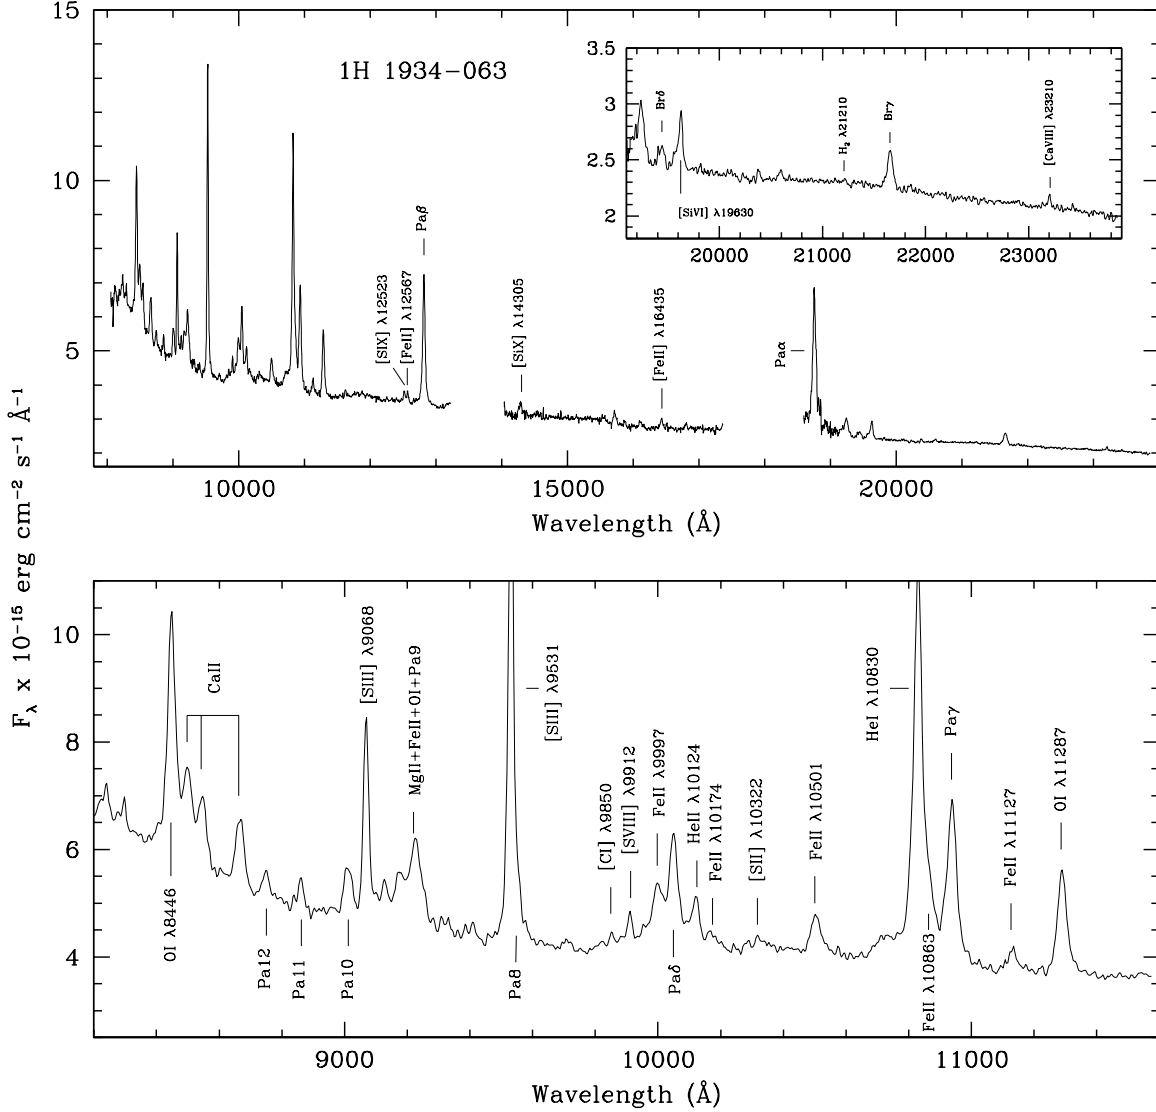 15
10
5
1H 1934−063
[SIX] λ12523
[FeII] λ12567
Paβ
[SiX] λ14305
[FeII] λ16435
Paα
10000
15000
20000
Wavelength (Å)
3.5
3
2.5
2
Brδ
[SiVI] λ19630
H₂ λ21210
Brγ
[CaVIII] λ23210
20000
21000
22000
23000
F_λ x 10⁻¹⁵ erg cm⁻² s⁻¹ Å⁻¹
10
8
6
4
OI λ8446
CaII
Pa12
Pa11
Pa10
[SIII] λ9068
MgII+FeII+OI+Pa9
Pa8
[SIII] λ9531
[CI] λ9850
[SVIII] λ9912
FeII λ9997
Paδ
HeII λ10124
FeII λ10174
[SII] λ10322
FeII λ10501
HeI λ10830
FeII λ10863
Paγ
FeII λ11127
OI λ11287
9000
10000
11000
Wavelength (Å)